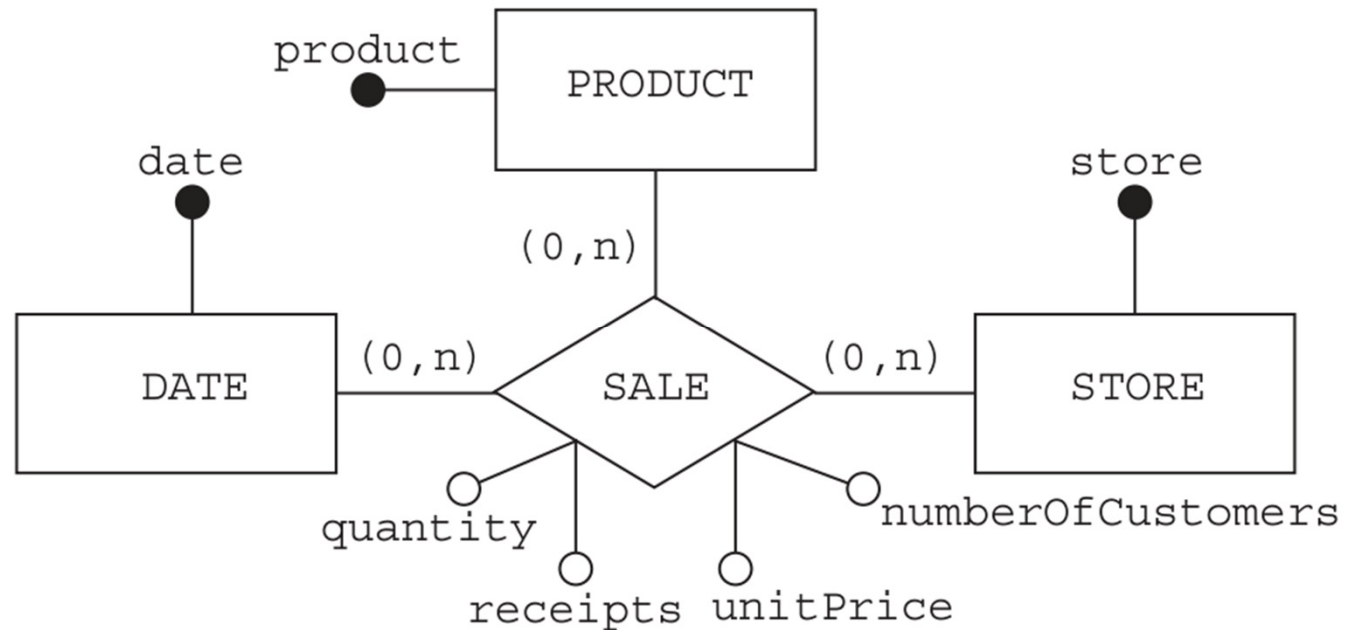 product
PRODUCT
date
store
(0,n)
DATE
(0,n)
SALE
(0,n)
STORE
quantity
numberOfCustomers
receipts
unitPrice